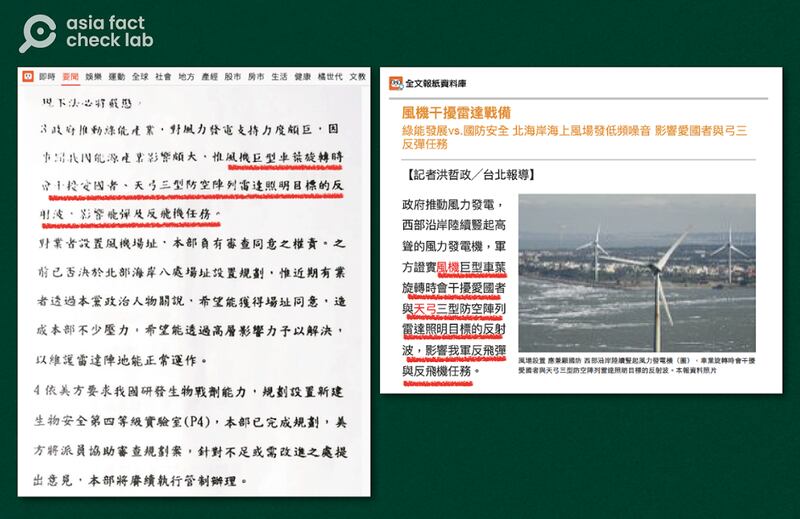 asia fact
check lab
即時 要聞 娛樂 運動 全球 社會 地方 產經 股市 房市 生活 健康 橘世代 文教
3 政府推動綠能產業，對風力發電支持力度頗巨，因
事關我國能源產業影響頗大，惟風機巨型車葉旋轉時
會干擾愛國者、天弓三型防空陣列雷達照明目標的反
射波，影響飛彈及反飛機任務。
對業者設置風機場址，本部負有審查同意之權責。之
前已否決於北部海岸八處場址設置規劃，惟近期有業
者透過本黨政治人物關說，希望能獲得場址同意，造
成本部不少壓力，希望能透過高層影響力予以解決，
以維護雷達陣地能正常運作。
4 依美方要求我國研發生物戰劑能力，規劃設置新建
生物安全第四等級實驗室(P4)，本部已完成規劃，美
方將派員協助審查規劃案，針對不足或需改進之處提
出意見，本部將賡續執行管制辦理。
全文報紙資料庫
風機干擾雷達戰備
綠能發展vs.國防安全 北海岸海上風場發低頻噪音 影響愛國者與弓三
反彈任務
【記者洪哲政／台北報導】
政府推動風力發電，
西部沿岸陸續豎起高
聳的風力發電機，軍
方證實風機巨型車葉
旋轉時會干擾愛國者
與天弓三型防空陣列
雷達照明目標的反射
波，影響我軍反飛彈
與反飛機任務。
風場設置 應兼顧國防 西部沿岸陸續豎起風力發電機（圖），車葉旋轉時會干擾
愛國者與天弓三型防空陣列雷達照明目標的反射波。本報資料照片